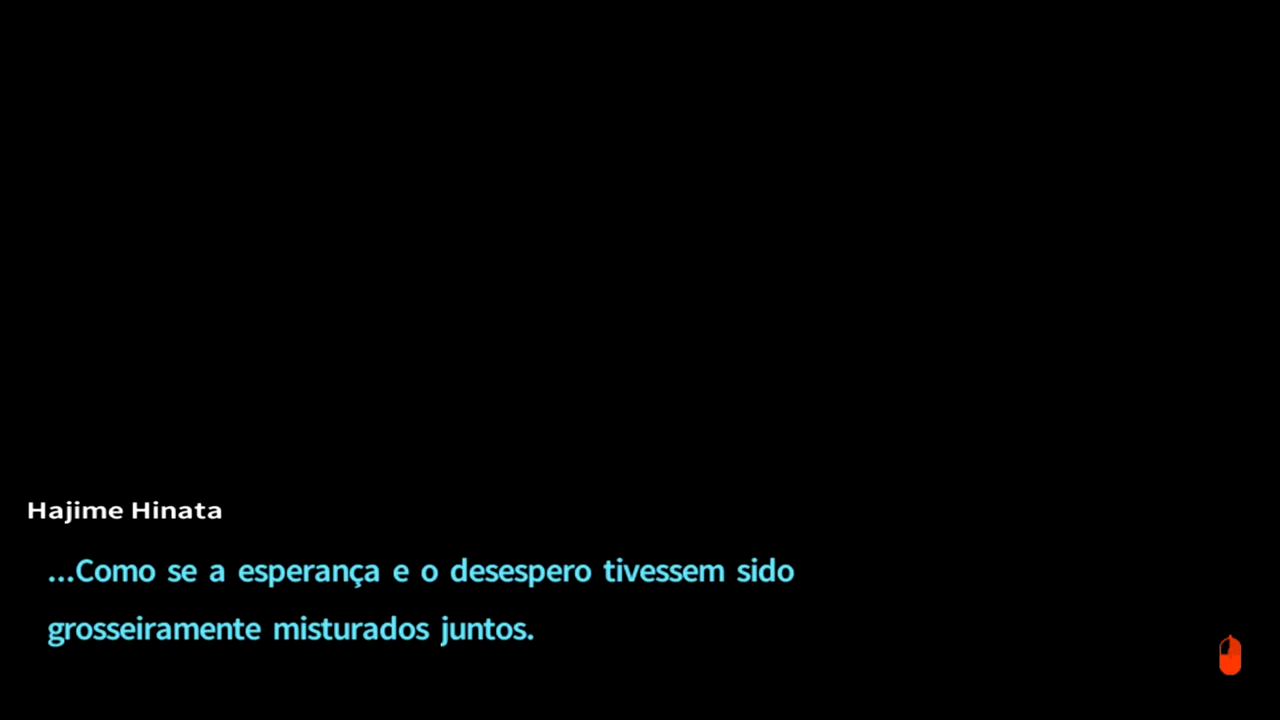 Hajime Hinata
...Como se a esperança e o desespero tivessem sido
grosseiramente misturados juntos.